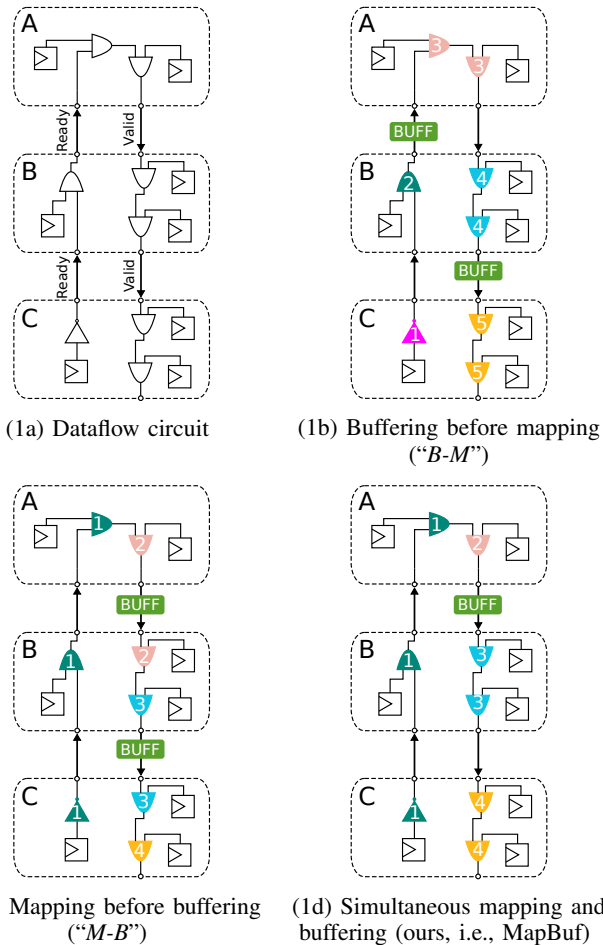 A
Ready
Valid
B
Ready
Valid
C
(1a) Dataflow circuit
A
3
3
BUFF
B
2
4
4
BUFF
C
1
5
5
(1b) Buffering before mapping
(“B-M”)
A
1
2
BUFF
B
1
2
3
BUFF
C
1
3
4
Mapping before buffering
(“M-B”)
A
1
2
BUFF
B
1
3
3
C
1
4
4
(1d) Simultaneous mapping and
buffering (ours, i.e., MapBuf)